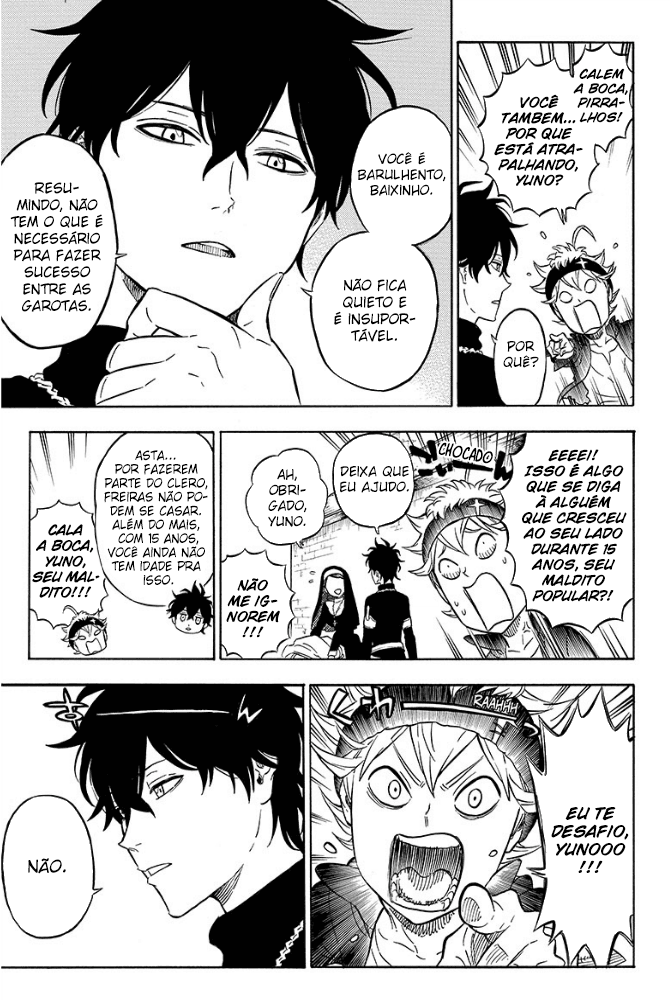 CALEM
A BOCA,
PIRRA-
LHOS!
VOCÊ
TAMBEM...
POR QUE
ESTÁ ATRA-
PALHANDO,
YUNO?
POR
QUÊ?
VOCÊ É
BARULHENTO,
BAIXINHO.
NÃO FICA
QUIETO E
É INSUPOR-
TÁVEL.
RESU-
MINDO, NÃO
TEM O QUE É
NECESSÁRIO
PARA FAZER
SUCESSO
ENTRE AS
GAROTAS.
EEEEI!
ISSO É ALGO
QUE SE DIGA
À ALGUÉM
QUE CRESCEU
AO SEU LADO
DURANTE 15
ANOS, SEU
MALDITO
POPULAR?!
CHOCADO
DEIXA QUE
EU AJUDO.
AH,
OBRI-
GADO,
YUNO.
NÃO
ME IG-
NOREM
!!!
ASTA...
POR FAZEREM
PARTE DO CLERO,
FREIRAS NÃO PO-
DEM SE CASAR.
ALÉM DO MAIS,
COM 15 ANOS,
VOCÊ AINDA NÃO
TEM IDADE PRA
ISSO.
CALA
A BOCA,
YUNO,
SEU MAL-
DITO!!!
RAAHHH
EU TE
DESAFIO,
YUNOOO
!!!
NÃO.